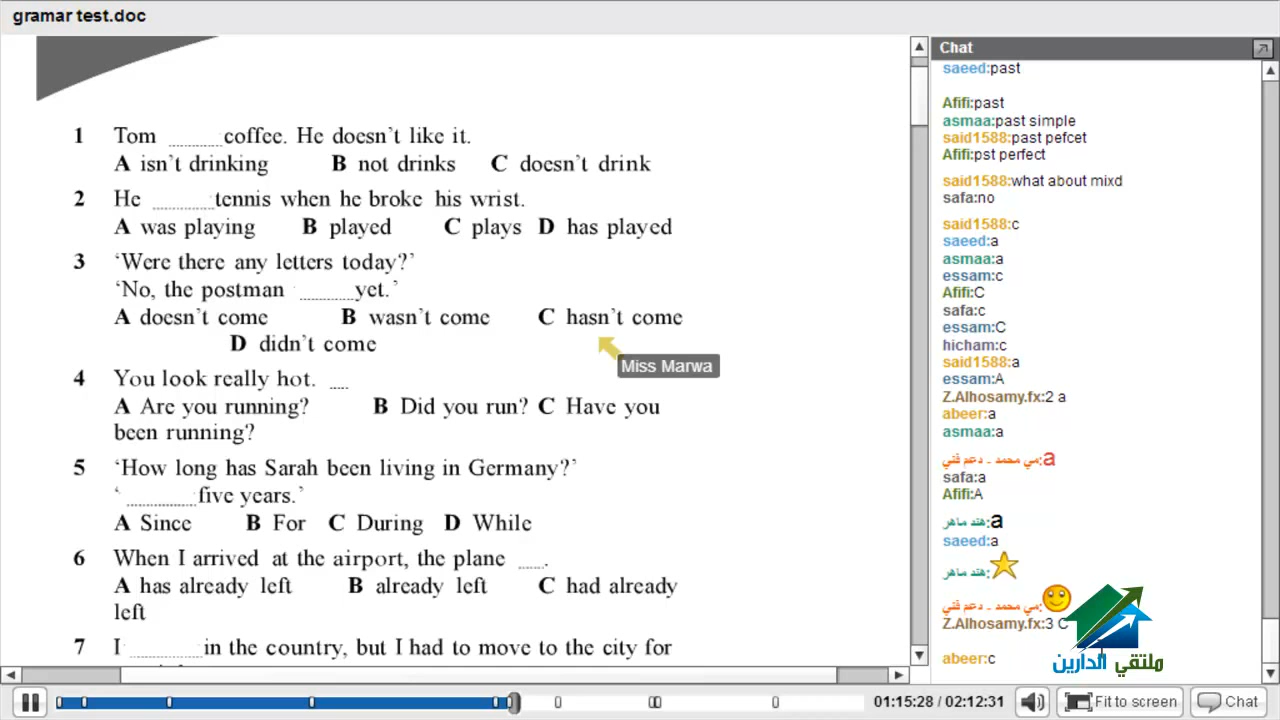 gramar test.doc
1 Tom ........ coffee. He doesn't like it.
A isn't drinking B not drinks C doesn't drink
2 He ........ tennis when he broke his wrist.
A was playing B played C plays D has played
3 'Were there any letters today?'
'No, the postman ........ yet.'
A doesn't come B wasn't come C hasn't come
D didn't come
Miss Marwa
4 You look really hot. ....
A Are you running? B Did you run? C Have you
been running?
5 'How long has Sarah been living in Germany?'
' ........ five years.'
A Since B For C During D While
6 When I arrived at the airport, the plane .....
A has already left B already left C had already
left
7 I ........ in the country, but I had to move to the city for
Chat
saeed:past
Afifi:past
asmaa:past simple
said1588:past pefcet
Afifi:pst perfect
said1588:what about mixd
safa:no
said1588:c
saeed:a
asmaa:a
essam:c
Afifi:C
safa:c
essam:C
hicham:c
said1588:a
essam:A
Z.Alhosamy.fx:2 a
abeer:a
asmaa:a
مي محمد - دعم فني:a
safa:a
Afifi:A
هند ماهر:a
saeed:a
هند ماهر:
مي محمد - دعم فني:
Z.Alhosamy.fx:3 C
abeer:c
ملتقي الدارين
01:15:28 / 02:12:31
Fit to screen
Chat